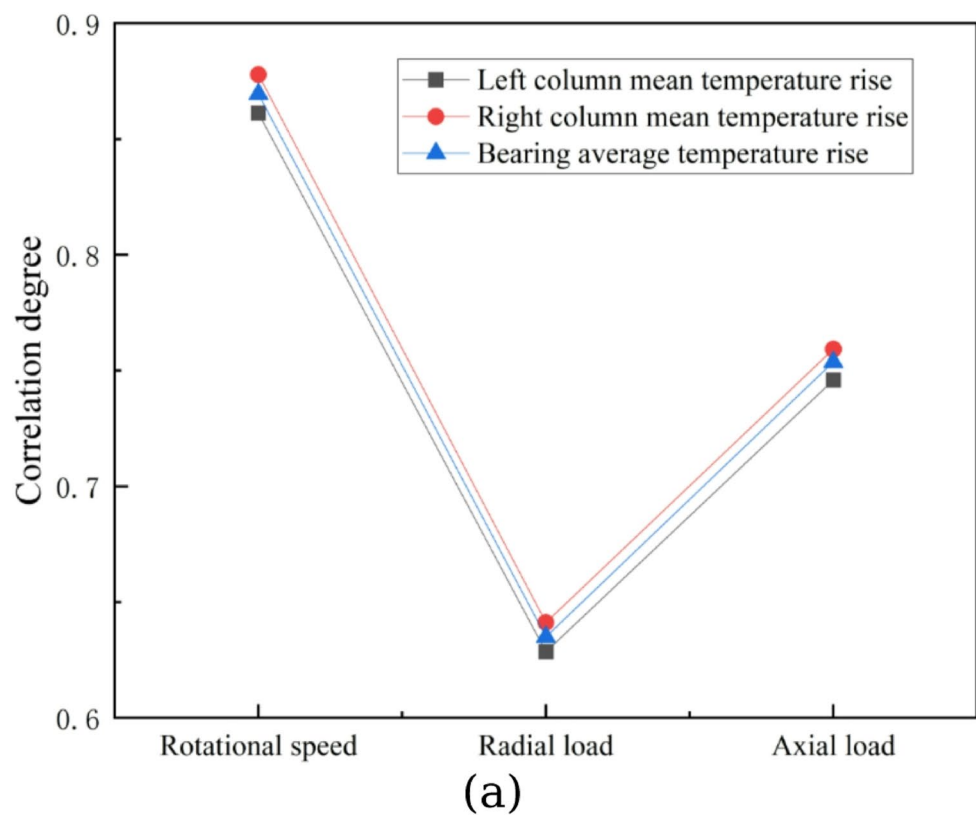 0.9
Left column mean temperature rise
Right column mean temperature rise
Bearing average temperature rise
0.8
Correlation degree
0.7
0.6
Rotational speed Radial load Axial load
(a)